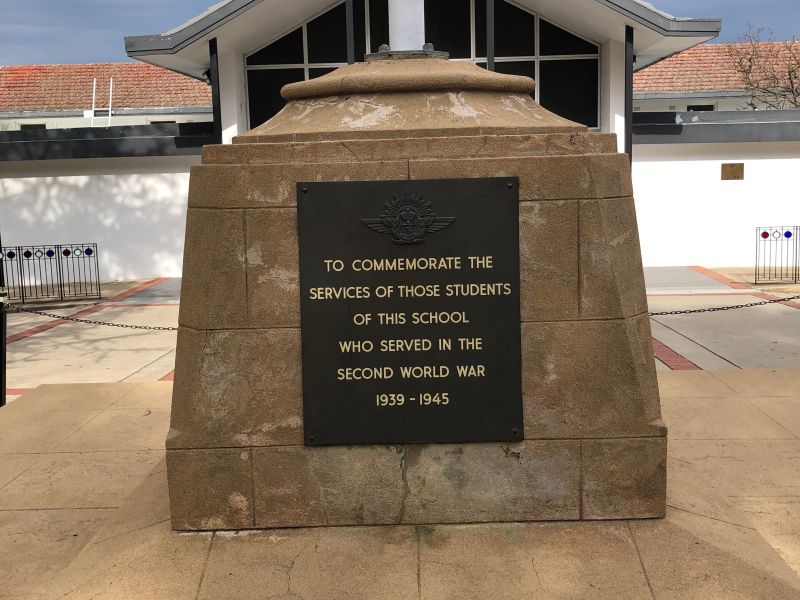 TO COMMEMORATE THE
SERVICES OF THOSE STUDENTS
OF THIS SCHOOL
WHO SERVED IN THE
SECOND WORLD WAR
1939 - 1945